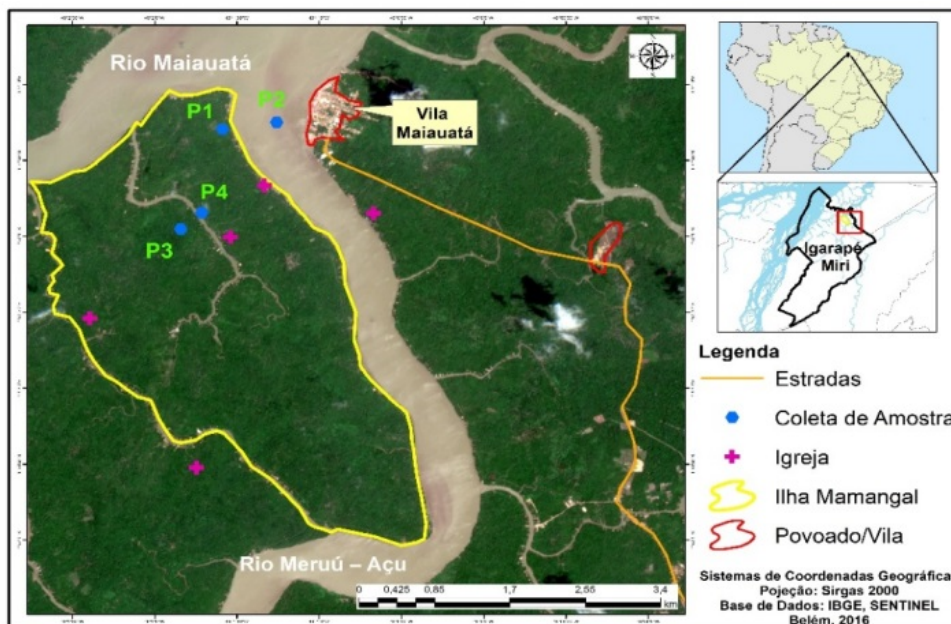 Rio Maiauatá
P1
P2
Vila
Maiauatá
P4
P3
Rio Meruú – Açu
0 0,425 0,85 1,7 2,55 3,4
km
Igarapé
Miri
Legenda
Estradas
Coleta de Amostra
Igreja
Ilha Mamangal
Povoado/Vila
Sistemas de Coordenadas Geográfica
Pojeção: Sirgas 2000
Base de Dados: IBGE, SENTINEL
Belém, 2016